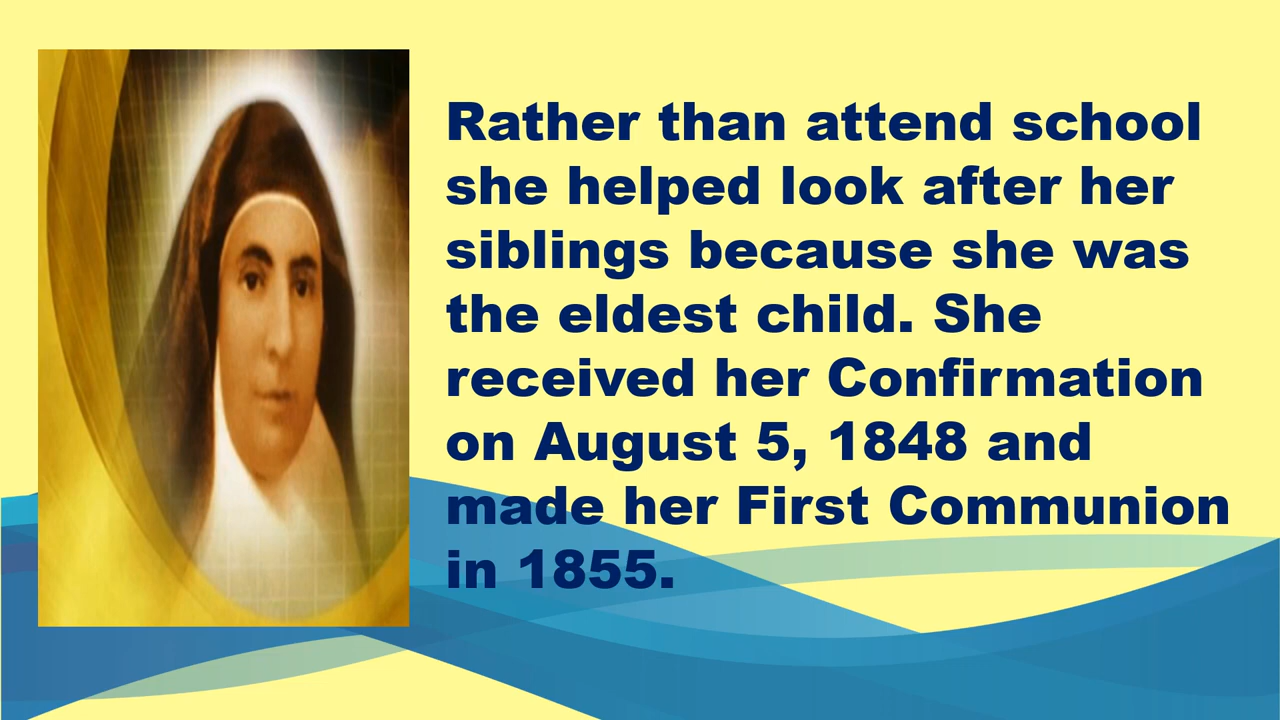 Rather than attend school
she helped look after her
siblings because she was
the eldest child. She
received her Confirmation
on August 5, 1848 and
made her First Communion
in 1855.